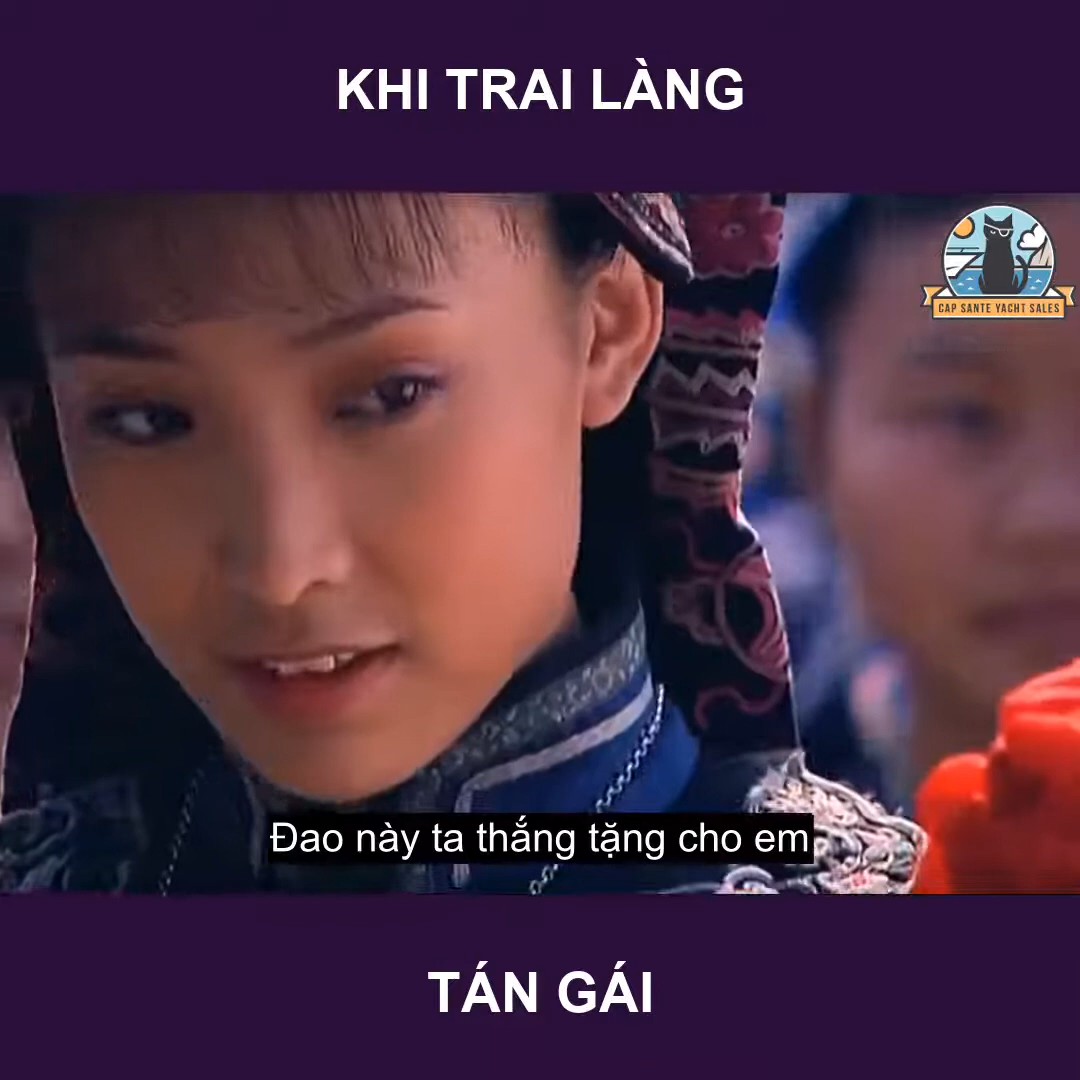 KHI TRAI LÀNG
CAP SANTE YACHT SALES
Đao này ta thắng tặng cho em
TÁN GÁI